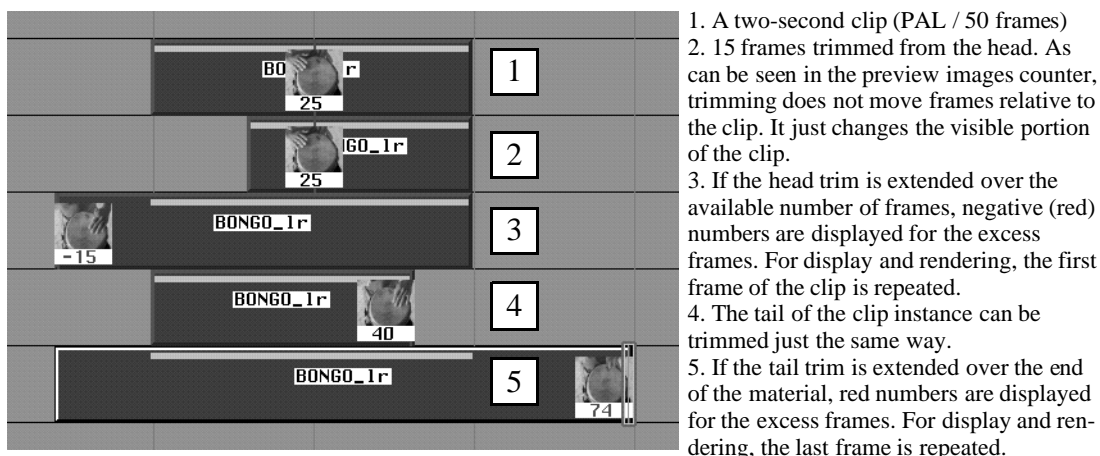 BO r
25
1
GO_1r
25
2
BONGO_1r
-15
3
BONGO_1r
40
4
BONGO_1r
74
5
1. A two-second clip (PAL / 50 frames)
2. 15 frames trimmed from the head. As
can be seen in the preview images counter,
trimming does not move frames relative to
the clip. It just changes the visible portion
of the clip.
3. If the head trim is extended over the
available number of frames, negative (red)
numbers are displayed for the excess
frames. For display and rendering, the first
frame of the clip is repeated.
4. The tail of the clip instance can be
trimmed just the same way.
5. If the tail trim is extended over the end
of the material, red numbers are displayed
for the excess frames. For display and ren-
dering, the last frame is repeated.